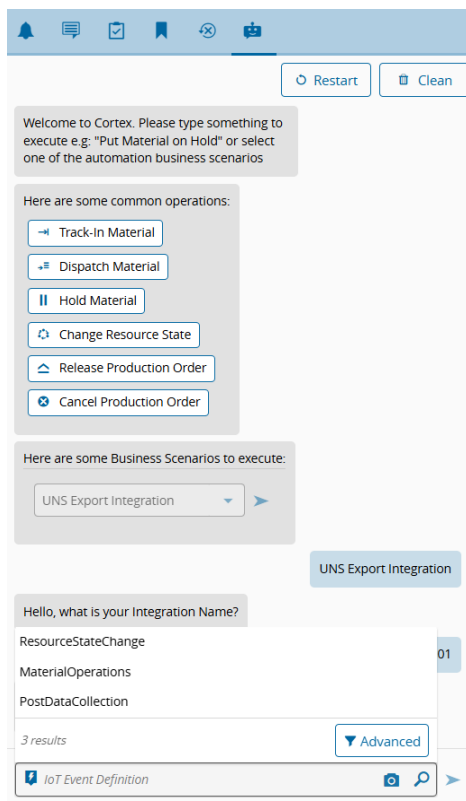 Restart
Clean
Welcome to Cortex. Please type something to
execute e.g: "Put Material on Hold" or select
one of the automation business scenarios
Here are some common operations:
Track-In Material
Dispatch Material
Hold Material
Change Resource State
Release Production Order
Cancel Production Order
Here are some Business Scenarios to execute:
UNS Export Integration
UNS Export Integration
Hello, what is your Integration Name?
01
ResourceStateChange
MaterialOperations
PostDataCollection
3 results
Advanced
IoT Event Definition